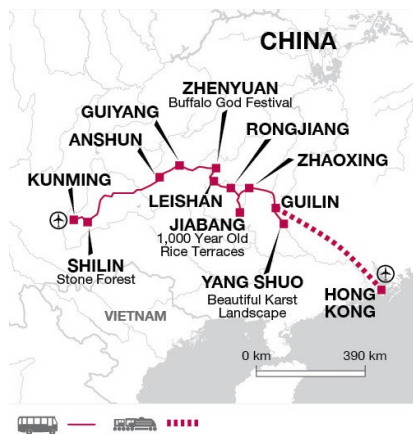 CHINA
ZHENYUAN
Buffalo God Festival
GUIYANG
RONGJIANG
ANSHUN
ZHAOXING
KUNMING
LEISHAN
GUILIN
JIABANG
1,000 Year Old
Rice Terraces
SHILIN
Stone Forest
YANG SHUO
Beautiful Karst
Landscape
HONG
KONG
VIETNAM
0 km
390 km